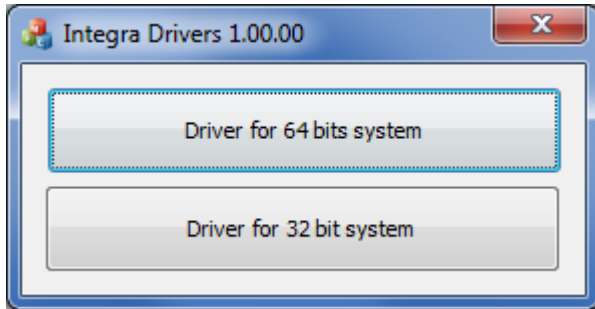 Integra Drivers 1.00.00
Driver for 64 bits system
Driver for 32 bit system